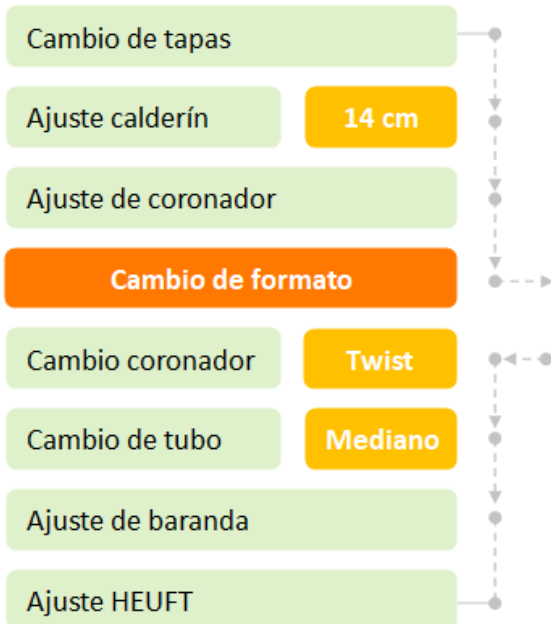 Cambio de tapas
Ajuste calderín 14 cm
Ajuste de coronador
Cambio de formato
Cambio coronador Twist
Cambio de tubo Mediano
Ajuste de baranda
Ajuste HEUFT